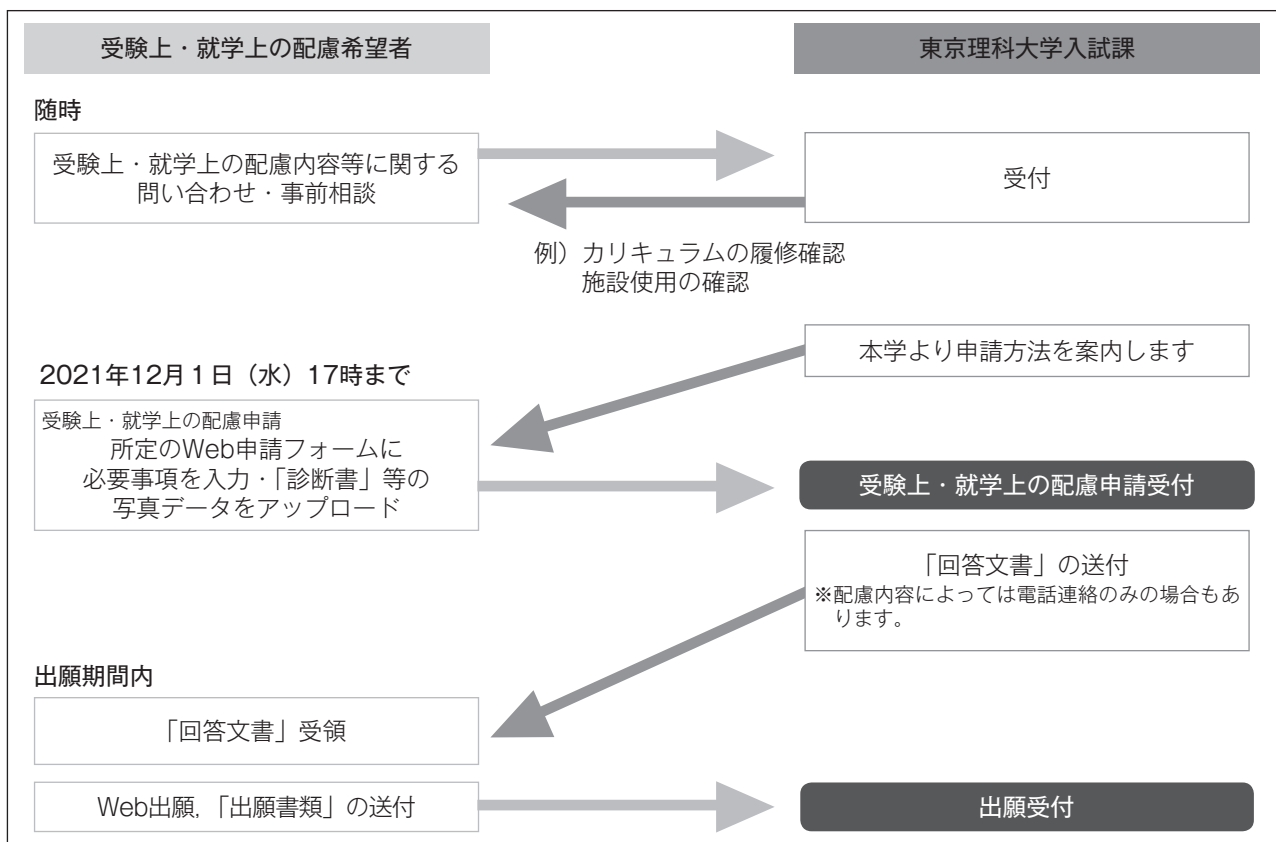 受験上・就学上の配慮希望者
東京理科大学入試課
随時
受験上・就学上の配慮内容等に関する
問い合わせ・事前相談
受付
例）カリキュラムの履修確認
施設使用の確認
本学より申請方法を案内します
2021年12月１日（水）17時まで
受験上・就学上の配慮申請
所定のWeb申請フォームに
必要事項を入力・「診断書」等の
写真データをアップロード
受験上・就学上の配慮申請受付
「回答文書」の送付
※配慮内容によっては電話連絡のみの場合もあ
ります。
出願期間内
「回答文書」受領
Web出願,「出願書類」の送付
出願受付